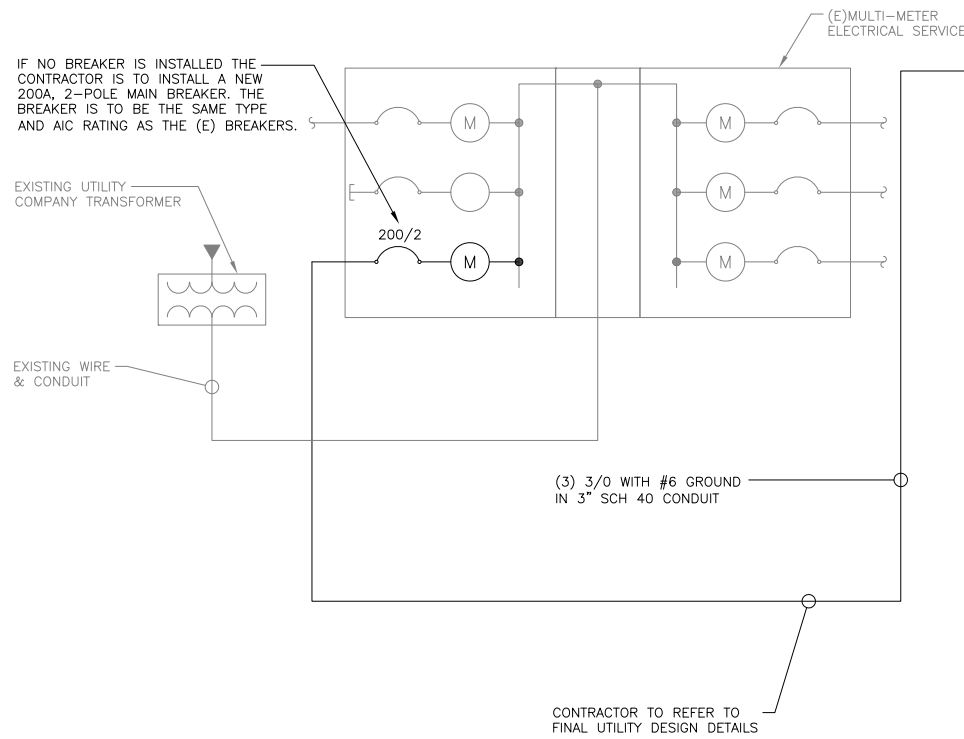 (E)MULTI-METER
ELECTRICAL SERVICE
IF NO BREAKER IS INSTALLED THE
CONTRACTOR IS TO INSTALL A NEW
200A, 2-POLE MAIN BREAKER. THE
BREAKER IS TO BE THE SAME TYPE
AND AIC RATING AS THE (E) BREAKERS.
M
M
EXISTING UTILITY
COMPANY TRANSFORMER
M
200/2
M
M
EXISTING WIRE
& CONDUIT
(3) 3/0 WITH #6 GROUND
IN 3" SCH 40 CONDUIT
CONTRACTOR TO REFER TO
FINAL UTILITY DESIGN DETAILS